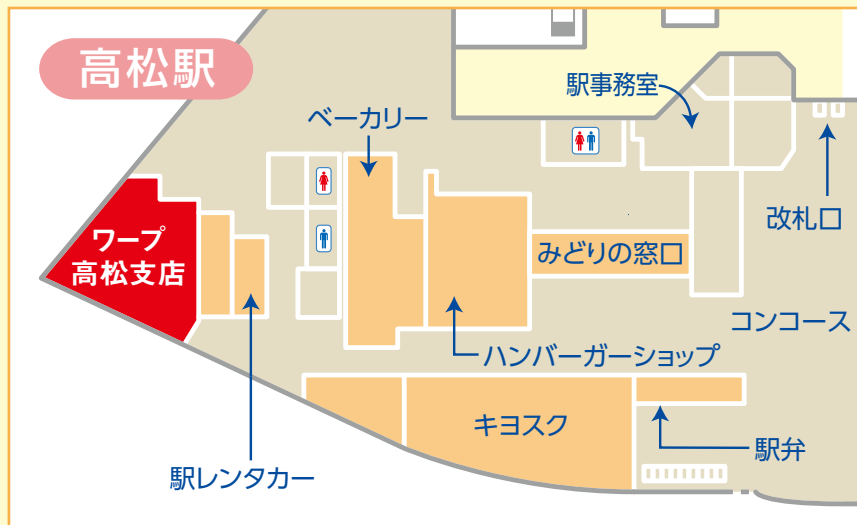 高松駅
駅事務室
ベーカリー
改札口
ワープ
高松支店
みどりの窓口
コンコース
ハンバーガーショップ
キヨスク
駅弁
駅レンタカー